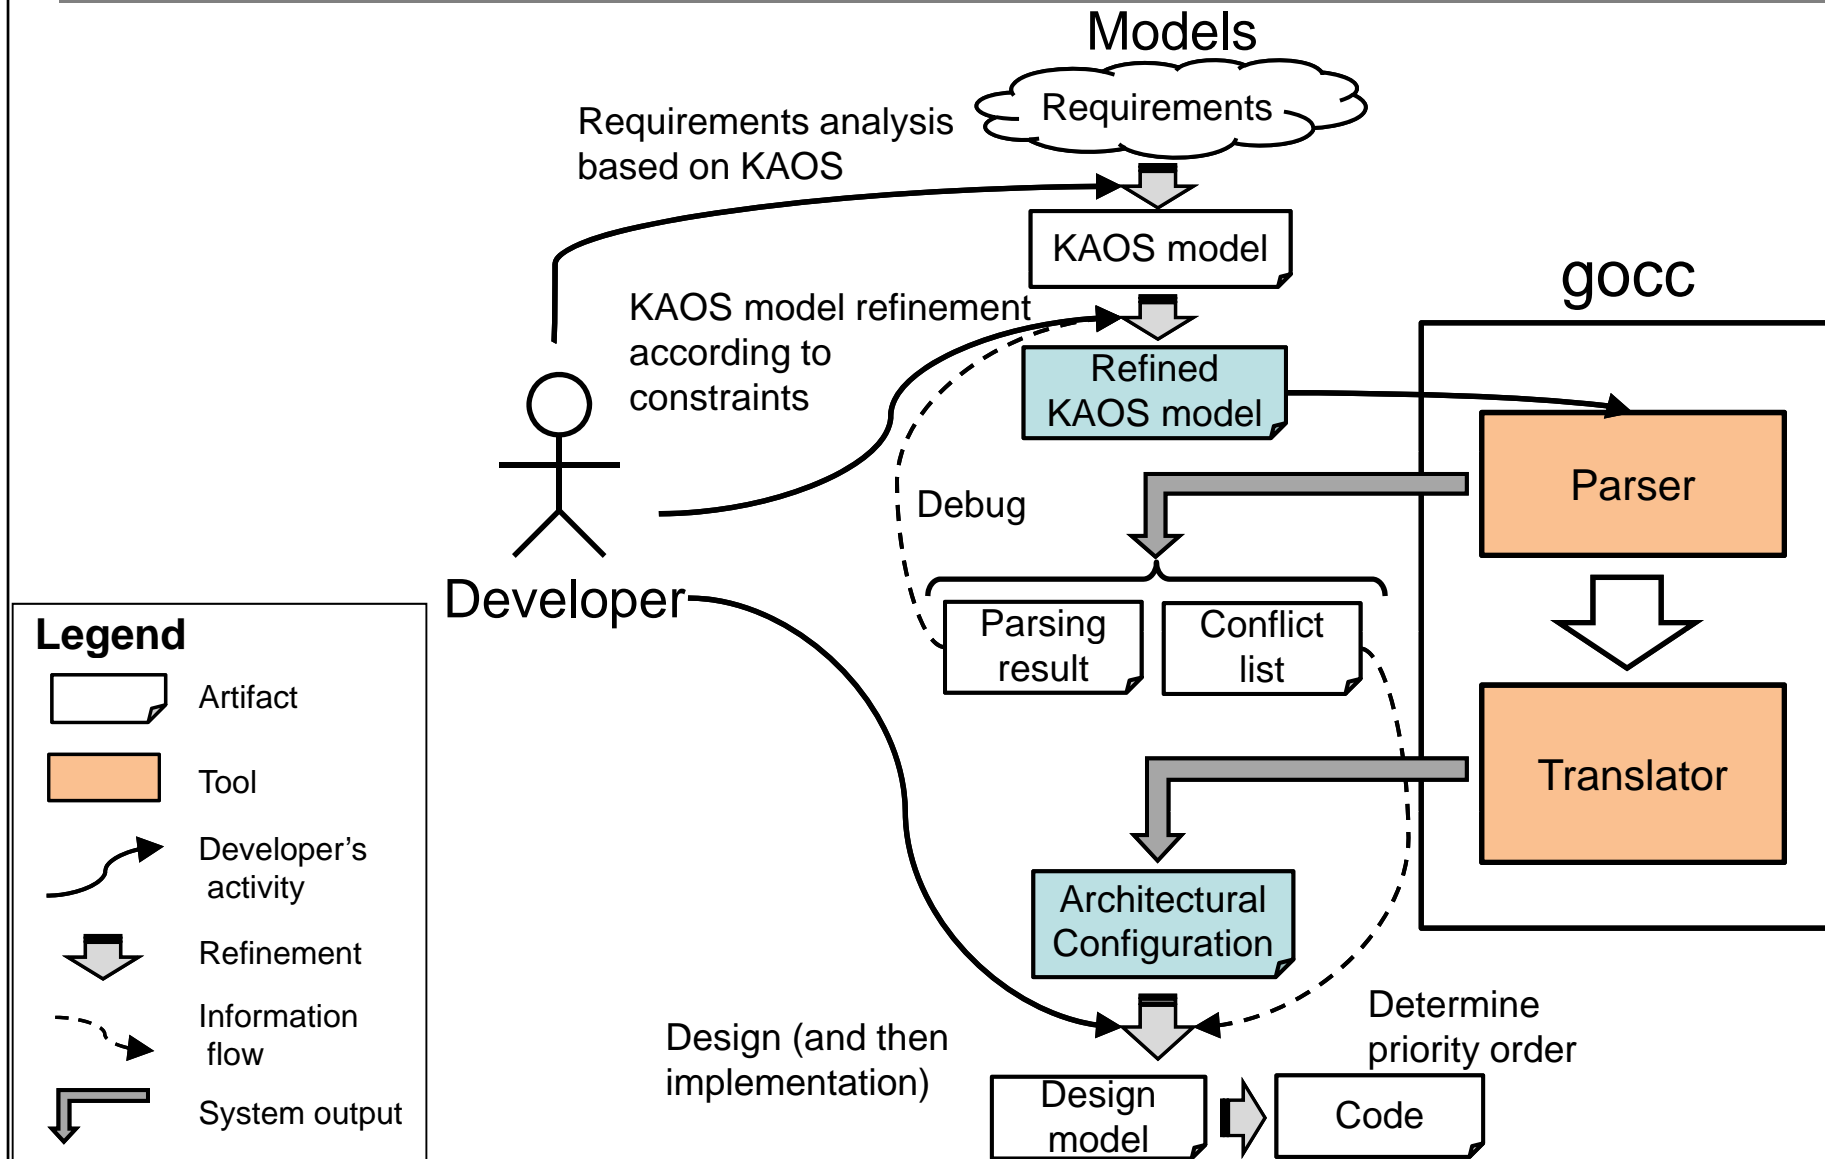 Models
Requirements
Requirements analysis
based on KAOS
KAOS model
gocc
KAOS model refinement
according to
constraints
Refined
KAOS model
Parser
Debug
Developer
Parsing
result
Conflict
list
Translator
Architectural
Configuration
Design (and then
implementation)
Determine
priority order
Design
model
Code
Legend
Artifact
Tool
Developer's
activity
Refinement
Information
flow
System output